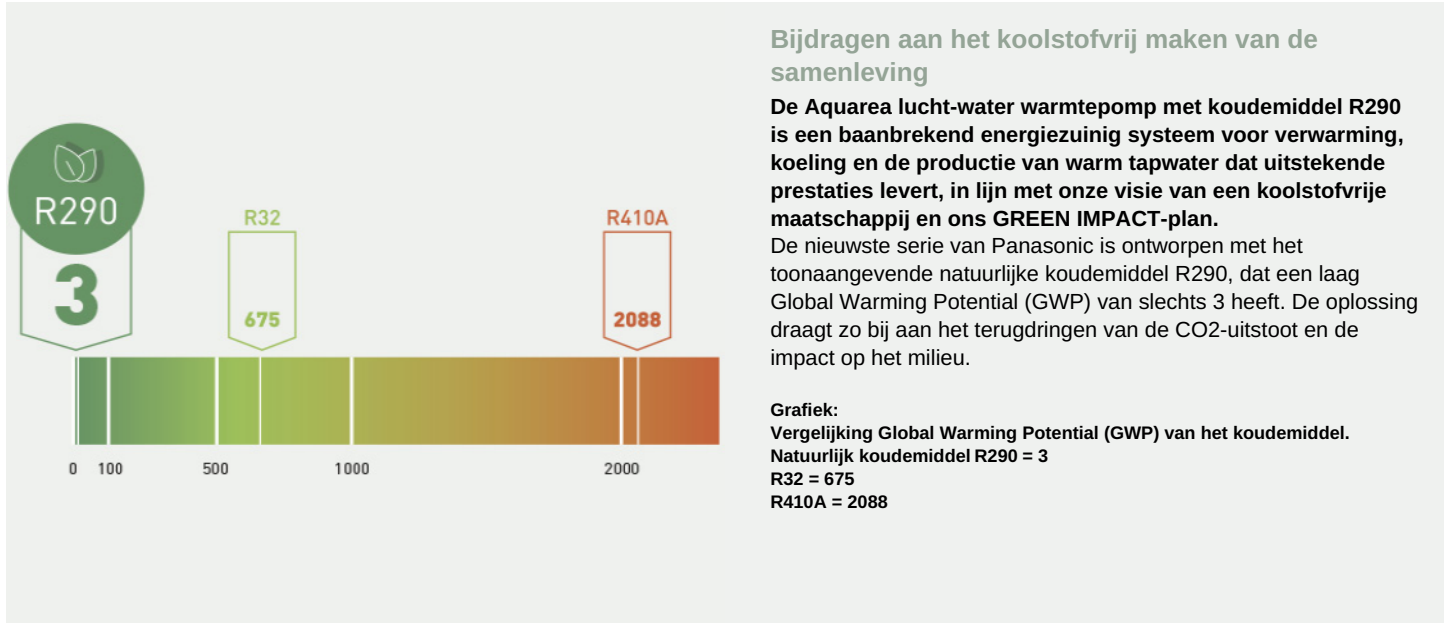 R290
3
R32
675
R410A
2088
0 100 500 1000 2000
Bijdragen aan het koolstofvrij maken van de
samenleving
De Aquarea lucht-water warmtepomp met koudemiddel R290
is een baanbrekend energiezuinig systeem voor verwarming,
koeling en de productie van warm tapwater dat uitstekende
prestaties levert, in lijn met onze visie van een koolstofvrije
maatschappij en ons GREEN IMPACT-plan.
De nieuwste serie van Panasonic is ontworpen met het
toonaangevende natuurlijke koudemiddel R290, dat een laag
Global Warming Potential (GWP) van slechts 3 heeft. De oplossing
draagt zo bij aan het terugdringen van de CO2-uitstoot en de
impact op het milieu.
Grafiek:
Vergelijking Global Warming Potential (GWP) van het koudemiddel.
Natuurlijk koudemiddel R290 = 3
R32 = 675
R410A = 2088